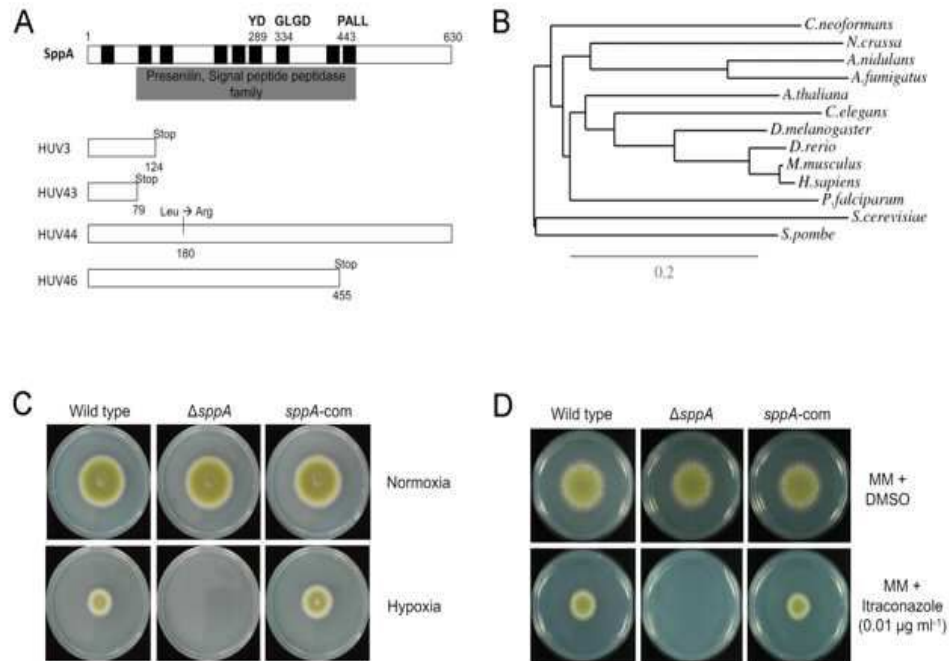 A
YD GLGD PALL
1 289 334 443 630
SppA
Presenilin, Signal peptide peptidase
family
Stop
HUV3
124
Stop
HUV43
79
Leu → Arg
HUV44
180
Stop
HUV46
455
B
C.neoformans
N.crassa
A.nidulans
A.fumigatus
A.thaliana
C.elegans
D.melanogaster
D.rerio
M.musculus
H.sapiens
P.falciparum
S.cerevisiae
S.pombe
0.2
C
Wild type ΔsppA sppA-com
Normoxia
Hypoxia
D
Wild type ΔsppA sppA-com
MM +
DMSO
MM +
Itraconazole
(0.01 µg ml⁻¹)